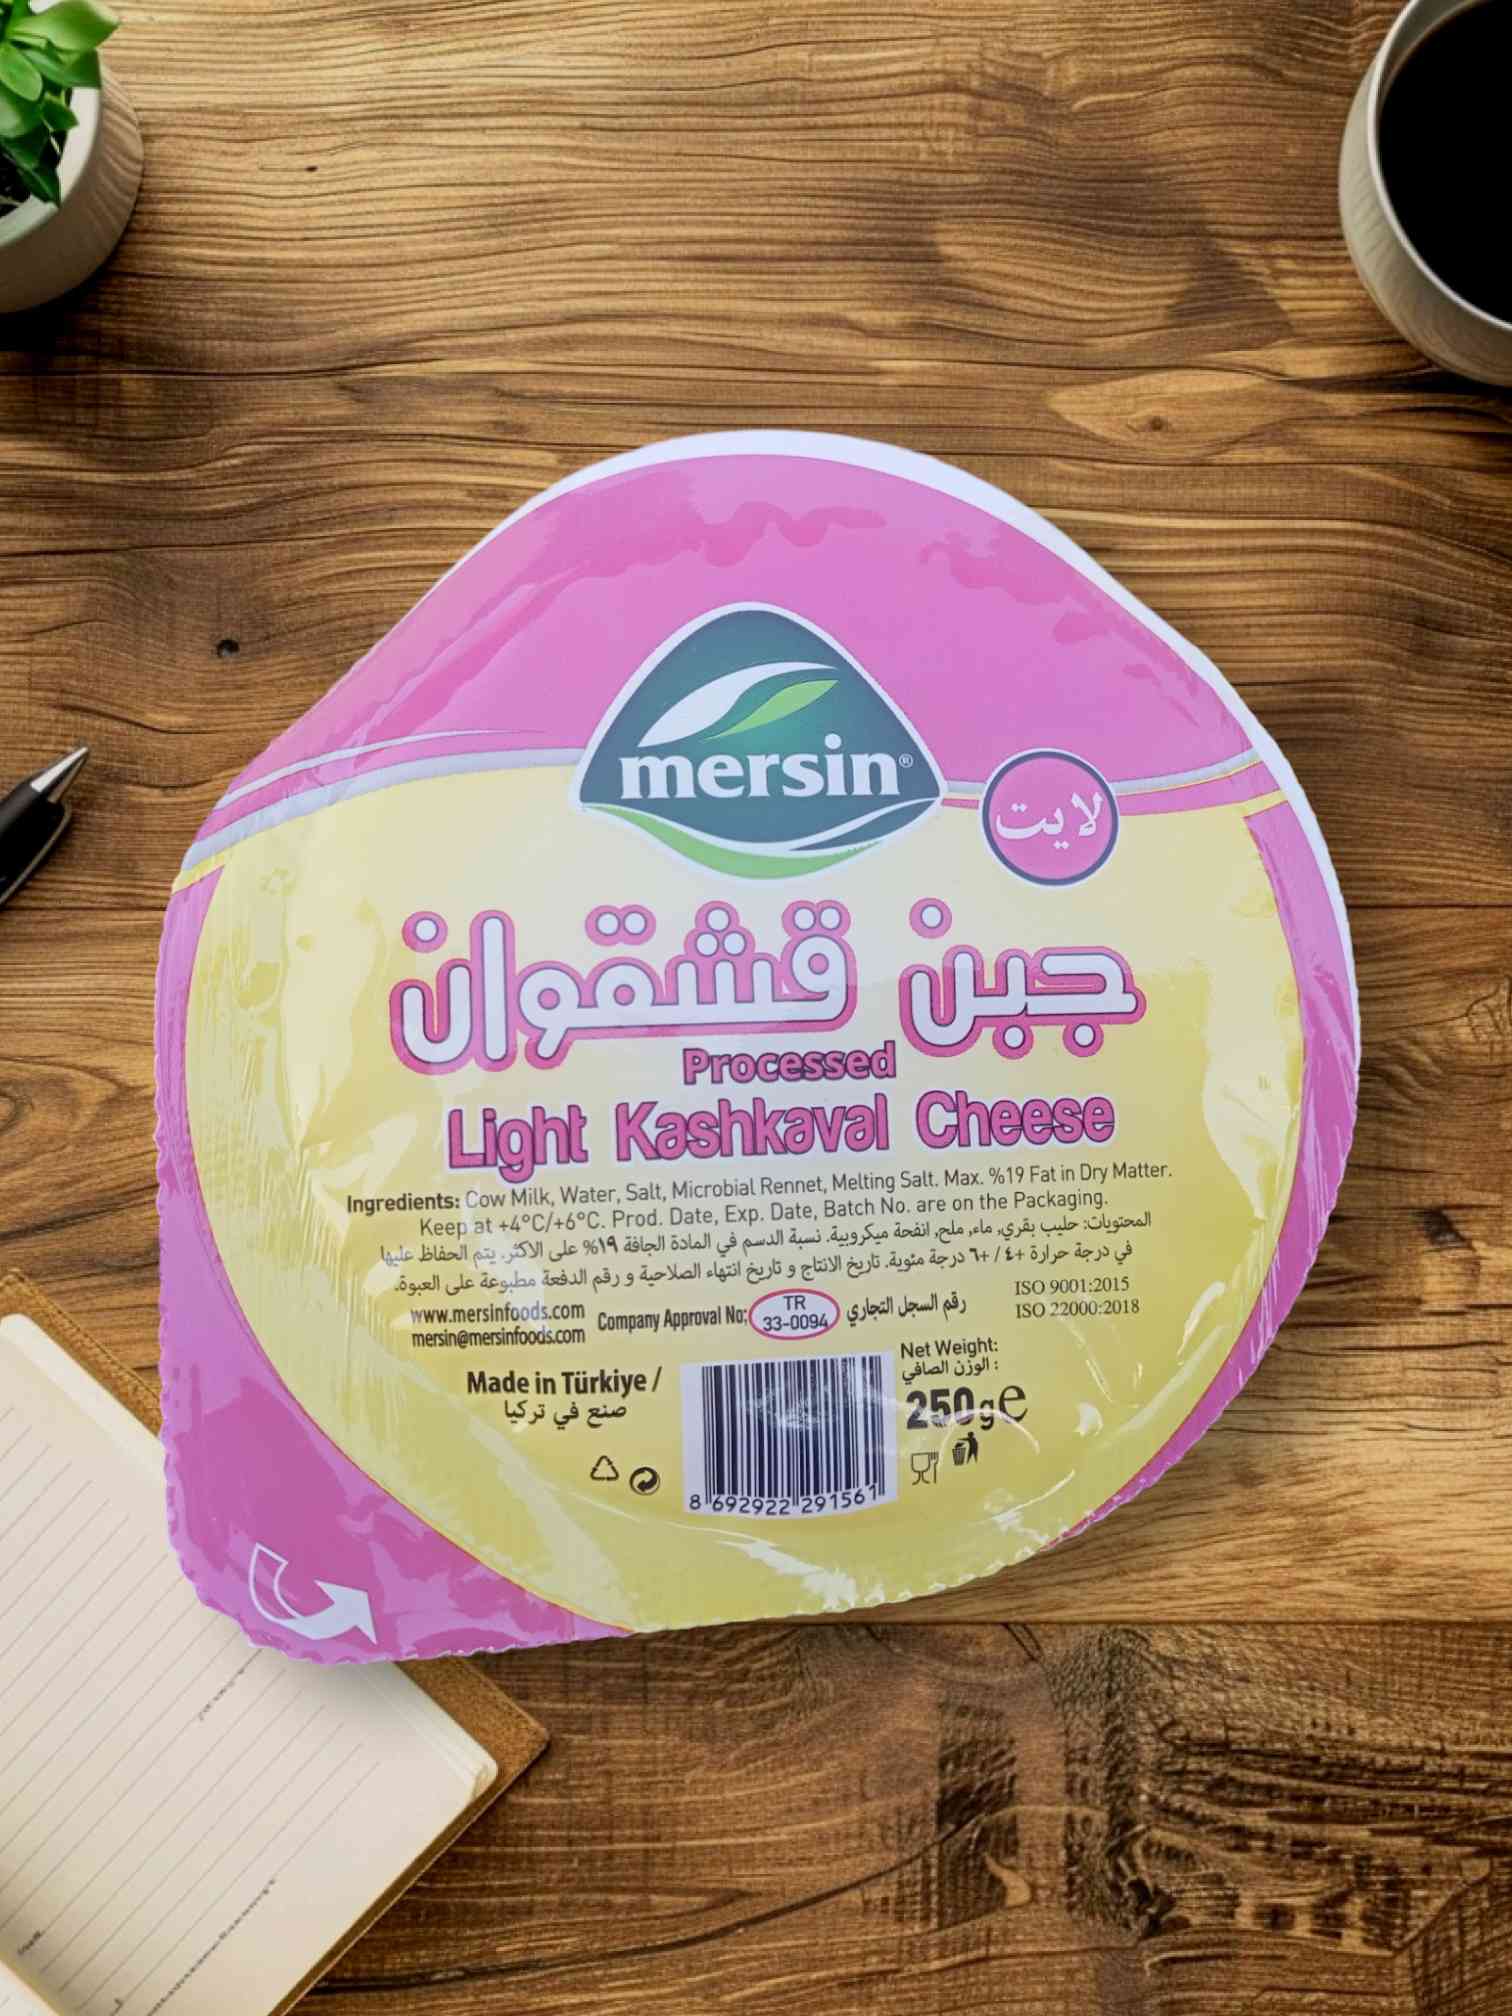 mersin®
لايت
جبن قشقوان
Processed
Light Kashkaval Cheese
Ingredients: Cow Milk, Water, Salt, Microbial Rennet, Melting Salt. Max. %19 Fat in Dry Matter.
Keep at +4°C/+6°C. Prod. Date, Exp. Date, Batch No. are on the Packaging.
المحتويات: حليب بقري, ماء, ملح, انفحة ميكروبية. نسبة الدسم في المادة الجافة ١٩% على الاكثر. يتم الحفاظ عليها
في درجة حرارة +٤ / +٦ درجة مئوية. تاريخ الانتاج و تاريخ انتهاء الصلاحية و رقم الدفعة مطبوعة على العبوة.
www.mersinfoods.com
mersin@mersinfoods.com
Company Approval No:
TR
33-0094
رقم السجل التجاري
ISO 9001:2015
ISO 22000:2018
Made in Türkiye /
صنع في تركيا
Net Weight:
الوزن الصافي :
250g e
8 692922 291561